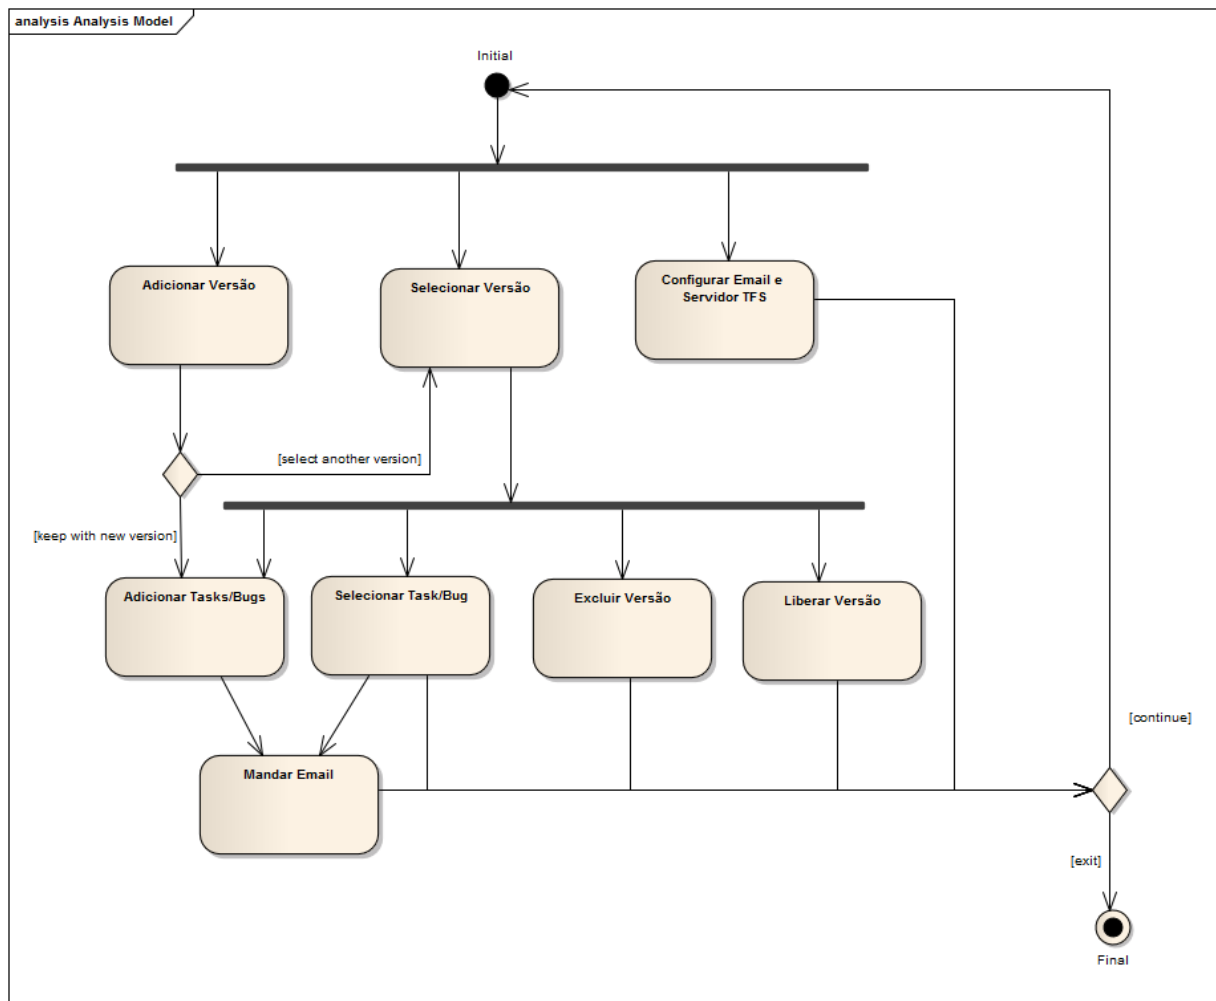 analysis Analysis Model
Initial
Adicionar Versão
Selecionar Versão
Configurar Email e
Servidor TFS
[select another version]
[keep with new version]
Adicionar Tasks/Bugs
Selecionar Task/Bug
Excluir Versão
Liberar Versão
[continue]
Mandar Email
[exit]
Final